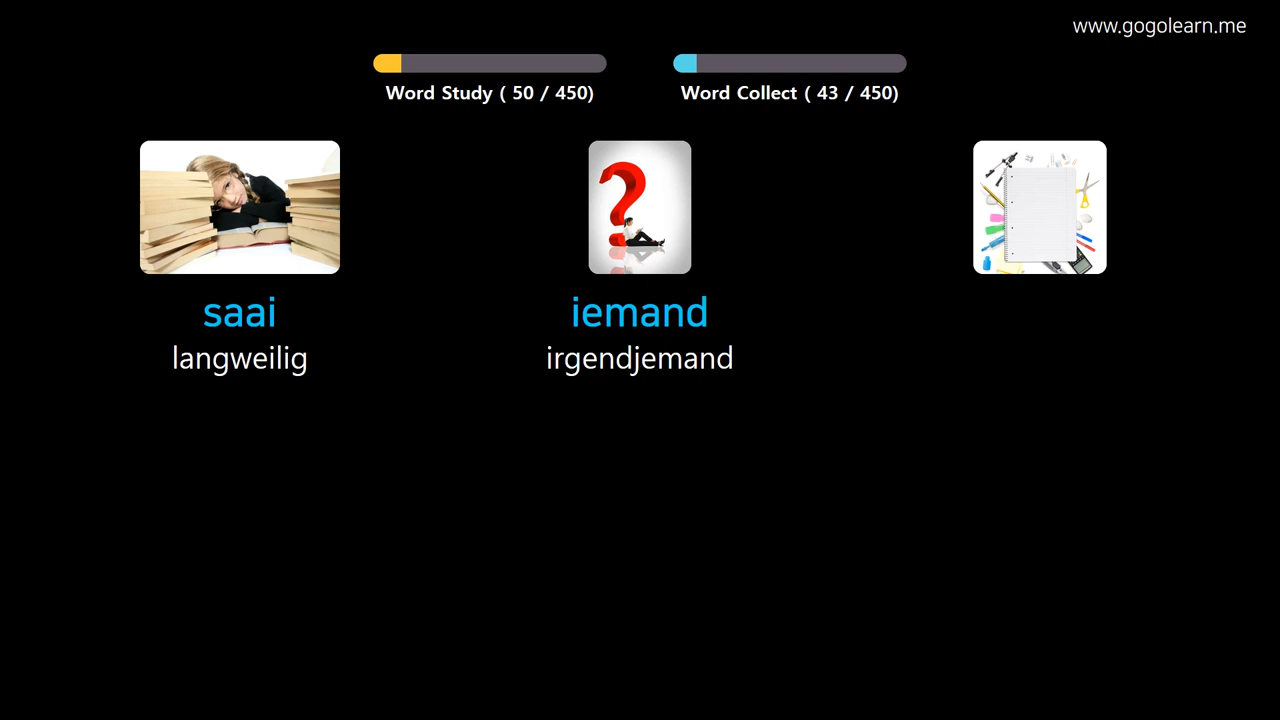 www.gogolearn.me
Word Study ( 50 / 450)
Word Collect ( 43 / 450)
saai
langweilig
iemand
irgendjemand